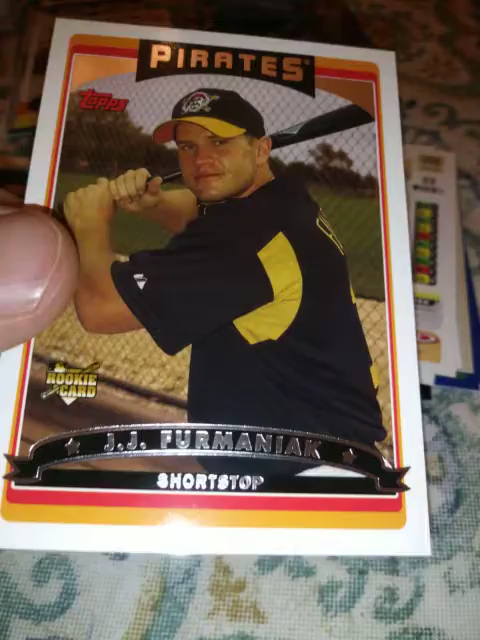 PIRATES
Topps
ROOKIE
CARD
J.J. FURMANIAK
SHORTSTOP